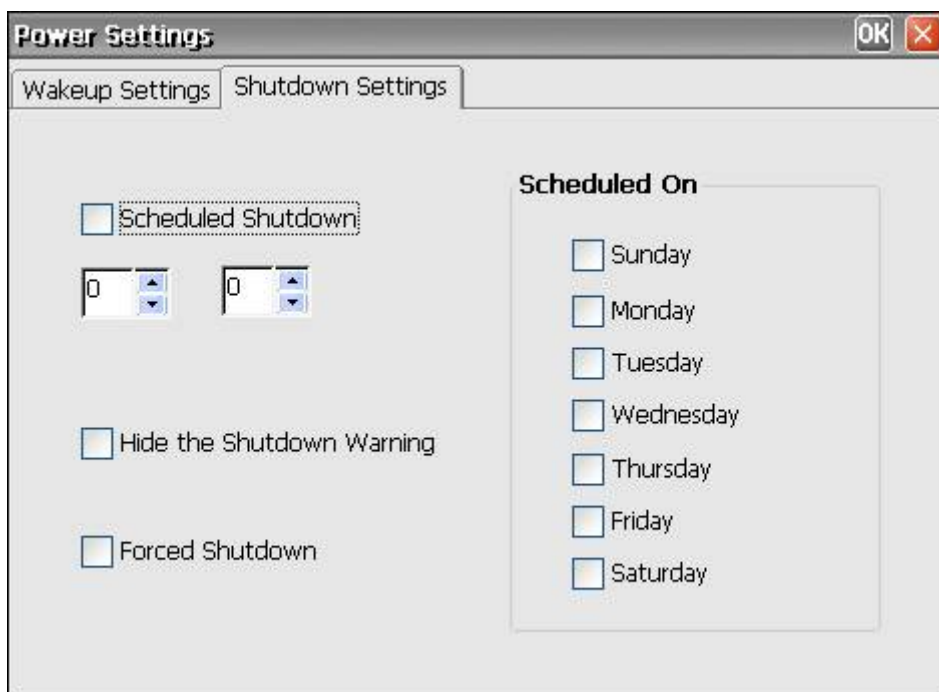 Power Settings OK
Wakeup Settings Shutdown Settings
Scheduled Shutdown
0 0
Hide the Shutdown Warning
Forced Shutdown
Scheduled On
Sunday
Monday
Tuesday
Wednesday
Thursday
Friday
Saturday